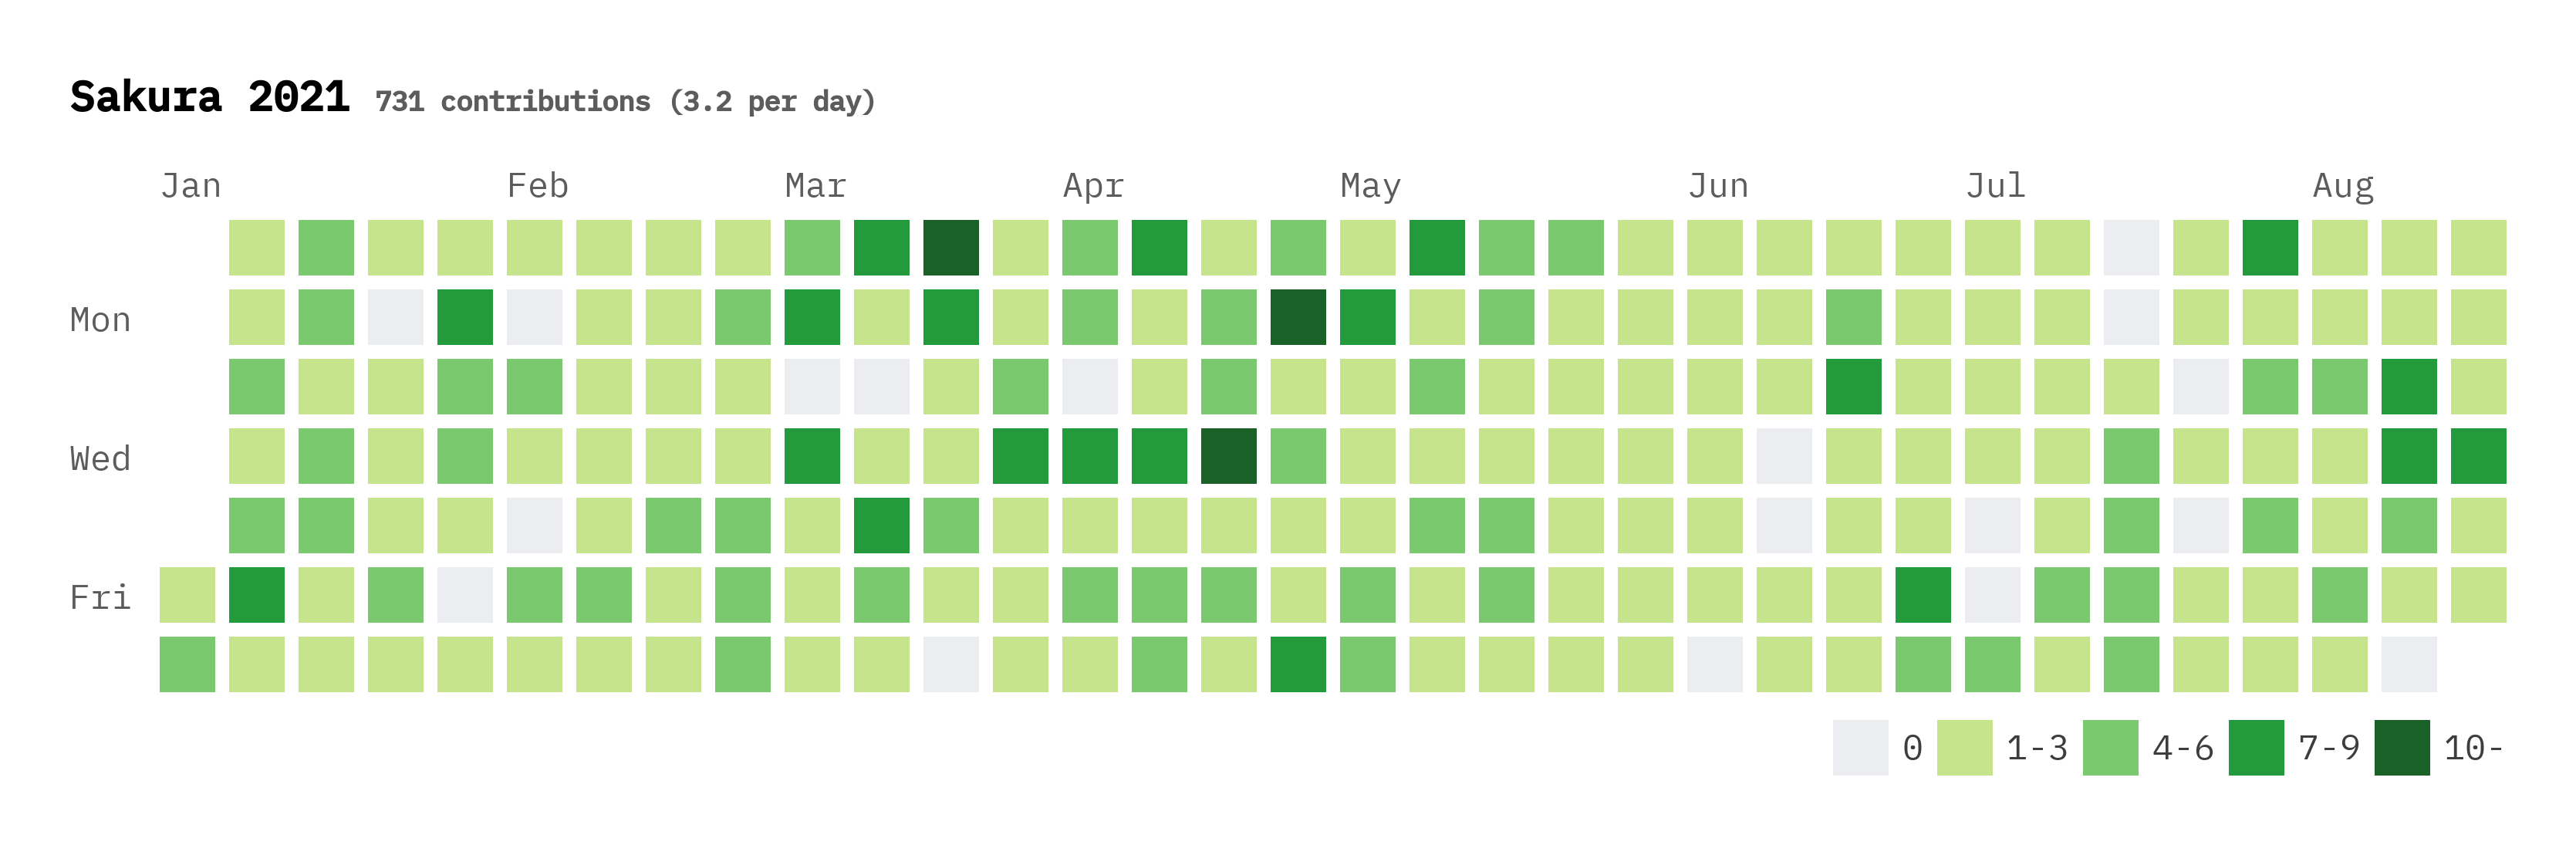 Sakura 2021 731 contributions (3.2 per day)
Jan Feb Mar Apr May Jun Jul Aug
Mon
Wed
Fri
0 1-3 4-6 7-9 10-